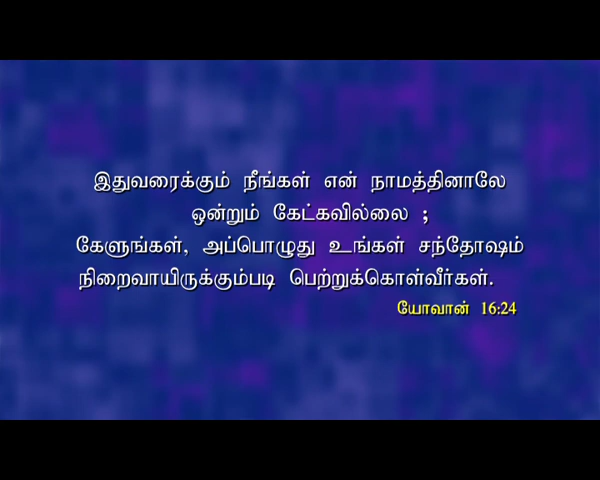 இதுவரைக்கும் நீங்கள் என் நாமத்தினாலே
ஒன்றும் கேட்கவில்லை ;
கேளுங்கள், அப்பொழுது உங்கள் சந்தோஷம்
நிறைவாயிருக்கும்படி பெற்றுக்கொள்வீர்கள்.
யோவான் 16:24